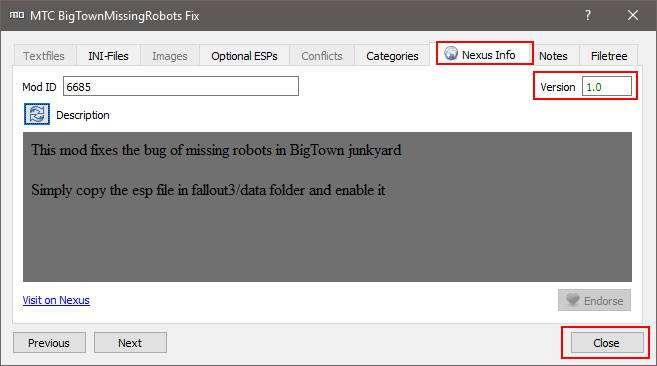 MTC BigTownMissingRobots Fix
Textfiles INI-Files Images Optional ESPs Conflicts Categories Nexus Info Notes Filetree
Mod ID 6685 Version 1.0
Description
This mod fixes the bug of missing robots in BigTown junkyard
Simply copy the esp file in fallout3/data folder and enable it
Visit on Nexus Endorse
Previous Next Close